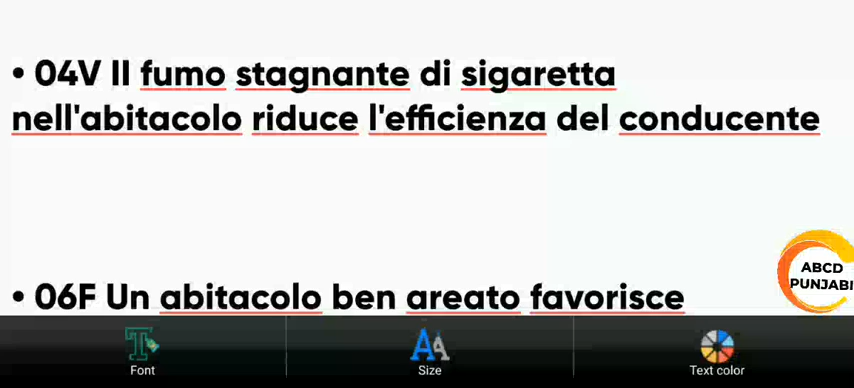 • 04V Il fumo stagnante di sigaretta
nell'abitacolo riduce l'efficienza del conducente
ABCD
PUNJABI
• 06F Un abitacolo ben areato favorisce
Font
Size
Text color